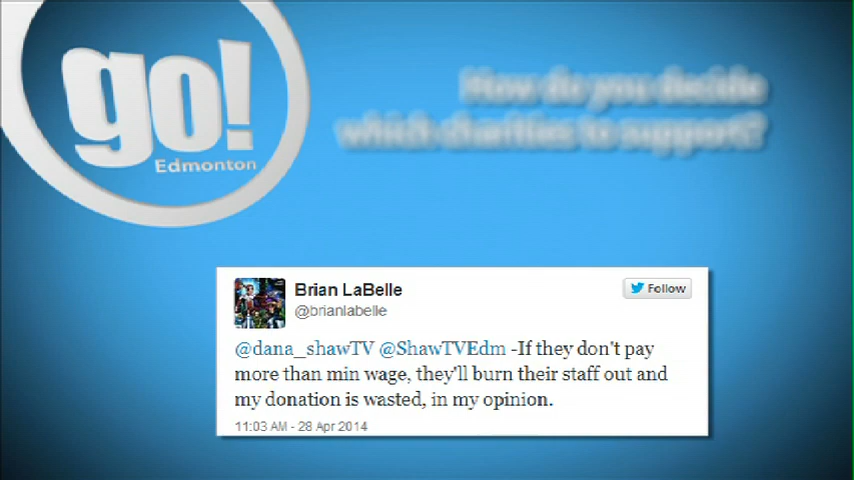 go!
Edmonton
How do you decide
which charities to support?
Brian LaBelle
Follow
@brianlabelle
@dana_shawTV @ShawTVEdm -If they don't pay
more than min wage, they'll burn their staff out and
my donation is wasted, in my opinion.
11:03 AM - 28 Apr 2014